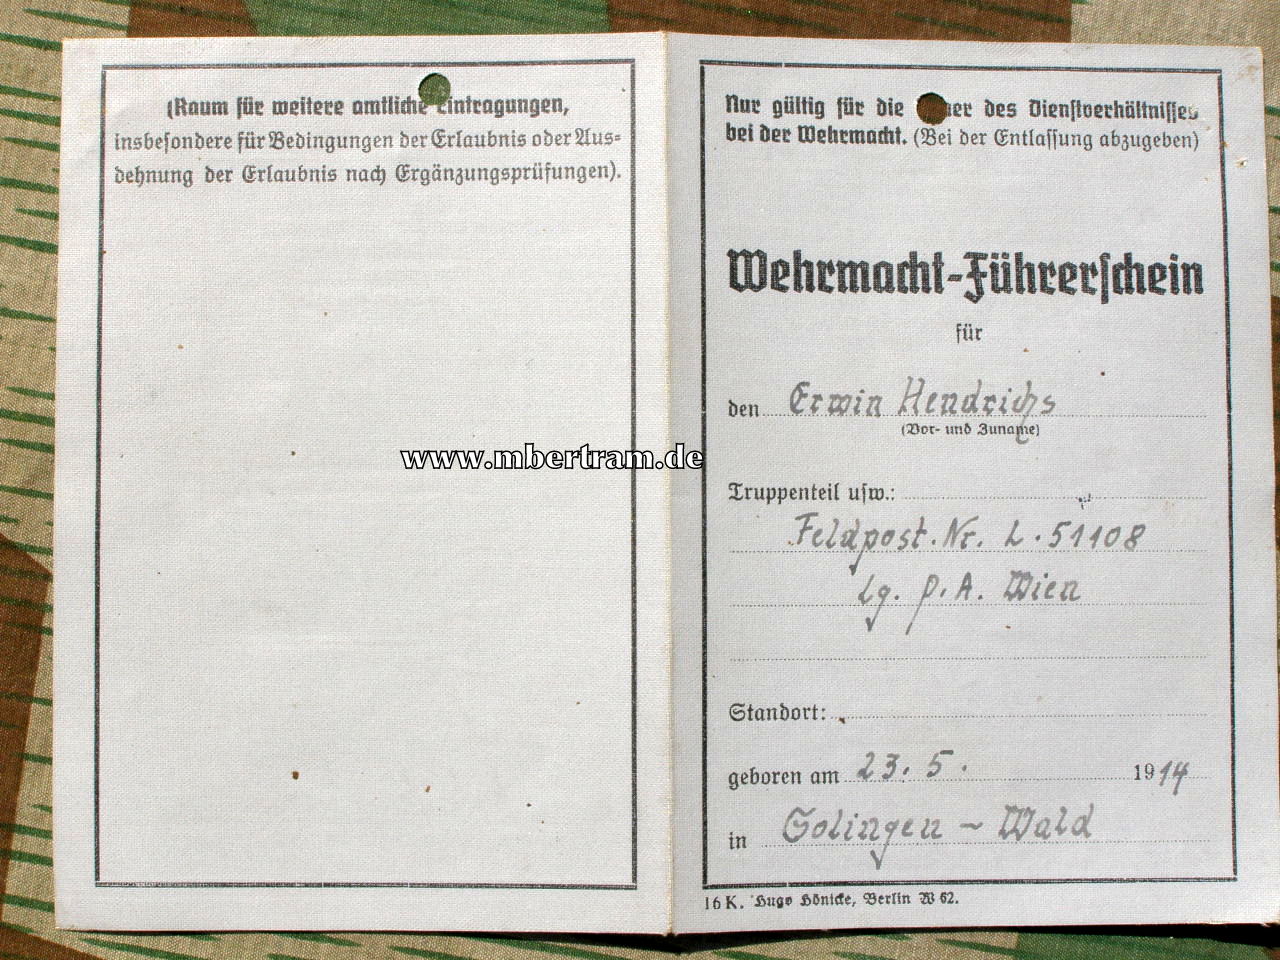 (Raum für weitere amtliche Eintragungen,
insbesondere für Bedingungen der Erlaubnis oder Aus=
dehnung der Erlaubnis nach Ergänzungsprüfungen).
Nur gültig für die Dauer des Dienstverhältnisses
bei der Wehrmacht. (Bei der Entlassung abzugeben)
Wehrmacht-Führerschein
für
den Erwin Hendrichs
(Vor- und Zuname)
www.mbertram.de
Truppenteil usw.:
Feldpost.Nr. L.51108
Lg. P.A. Wien
Standort:
geboren am 23. 5. 1914
in Solingen - Wald
16 K. Hugo Hönicke, Berlin W 62.